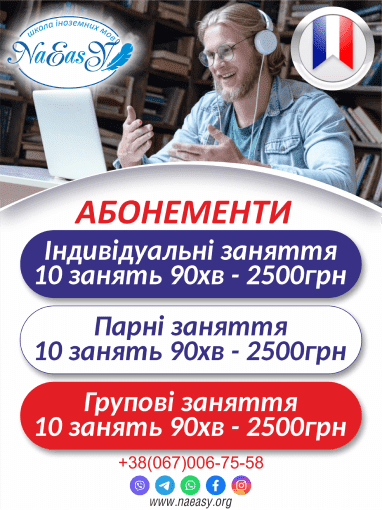 школа іноземних мов
NaEasY
АБОНЕМЕНТИ
Індивідуальні заняття
10 занять 90хв - 2500грн
Парні заняття
10 занять 90хв - 2500грн
Групові заняття
10 занять 90хв - 2500грн
+38(067)006-75-58
www.naeasy.org